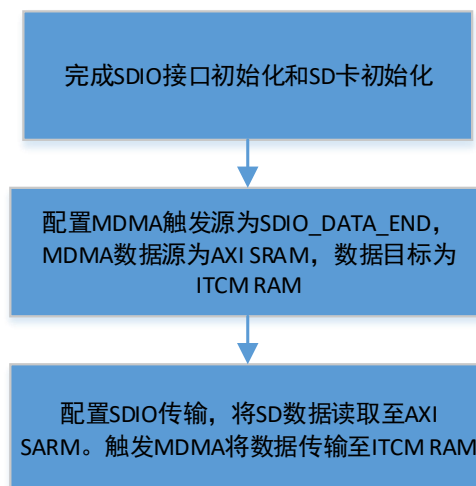 完成SDIO接口初始化和SD卡初始化
配置MDMA触发源为SDIO_DATA_END，
MDMA数据源为AXI SRAM，数据目标为
ITCM RAM
配置SDIO传输，将SD数据读取至AXI
SARM。触发MDMA将数据传输至ITCM RAM